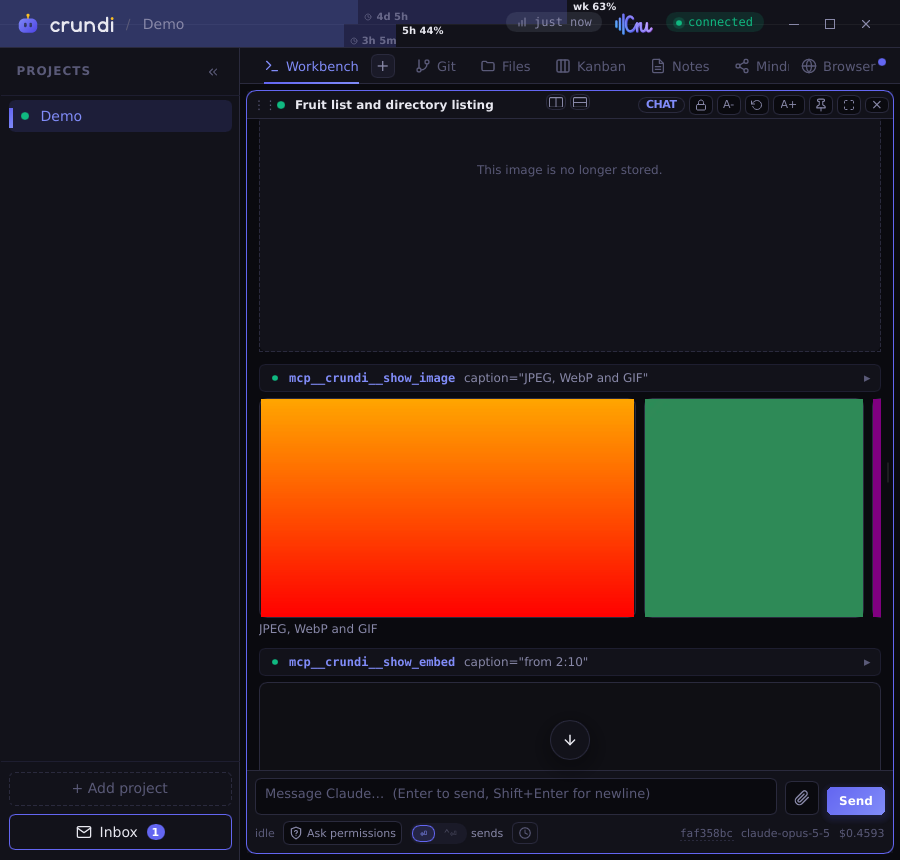 crundi / Demo
4d 5h
3h 5m
5h 44%
wk 63%
just now
Cru
connected
PROJECTS
«
Demo
+ Add project
Inbox 1
Workbench
+
Git
Files
Kanban
Notes
Mind
Browser
Fruit list and directory listing
CHAT
A-
A+
This image is no longer stored.
mcp__crundi__show_image caption="JPEG, WebP and GIF"
JPEG, WebP and GIF
mcp__crundi__show_embed caption="from 2:10"
Message Claude… (Enter to send, Shift+Enter for newline)
Send
idle
Ask permissions
sends
faf358bc claude-opus-5-5 $0.4593